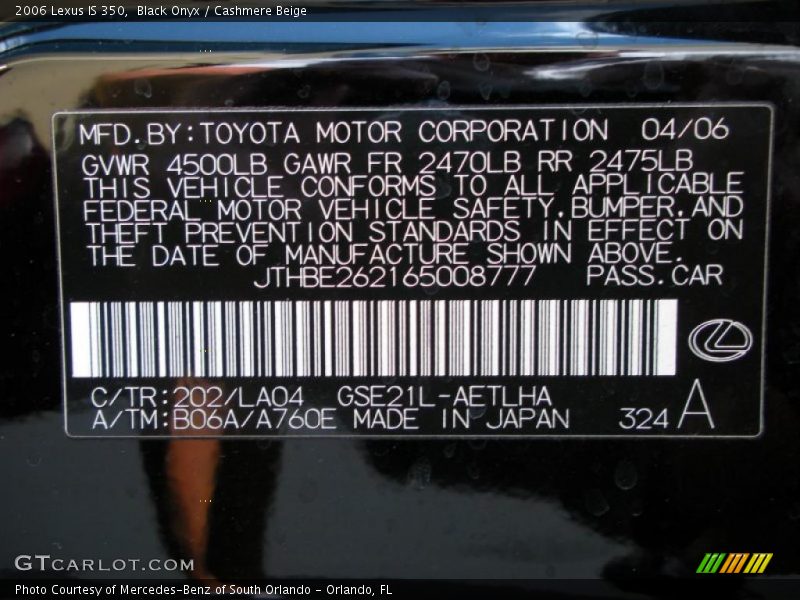 2006 Lexus IS 350, Black Onyx / Cashmere Beige
MFD.BY:TOYOTA MOTOR CORPORATION 04/06
GVWR 4500LB GAWR FR 2470LB RR 2475LB
THIS VEHICLE CONFORMS TO ALL APPLICABLE
FEDERAL MOTOR VEHICLE SAFETY,BUMPER,AND
THEFT PREVENTION STANDARDS IN EFFECT ON
THE DATE OF MANUFACTURE SHOWN ABOVE.
JTHBE262165008777 PASS.CAR
C/TR:202/LA04 GSE21L-AETLHA
A/TM:B06A/A760E MADE IN JAPAN 324 A
GTCARLOT.COM
Photo Courtesy of Mercedes-Benz of South Orlando - Orlando, FL